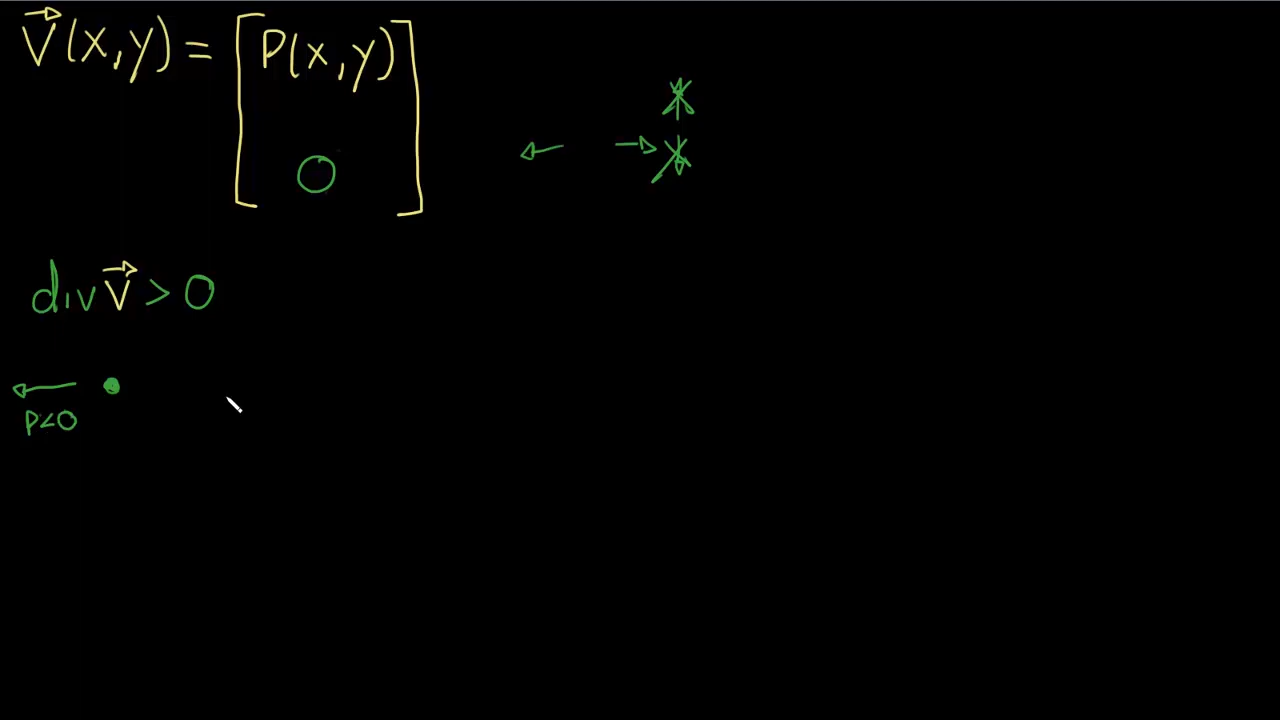 V(x,y) = [P(x,y)
0]
div V > 0
P<0